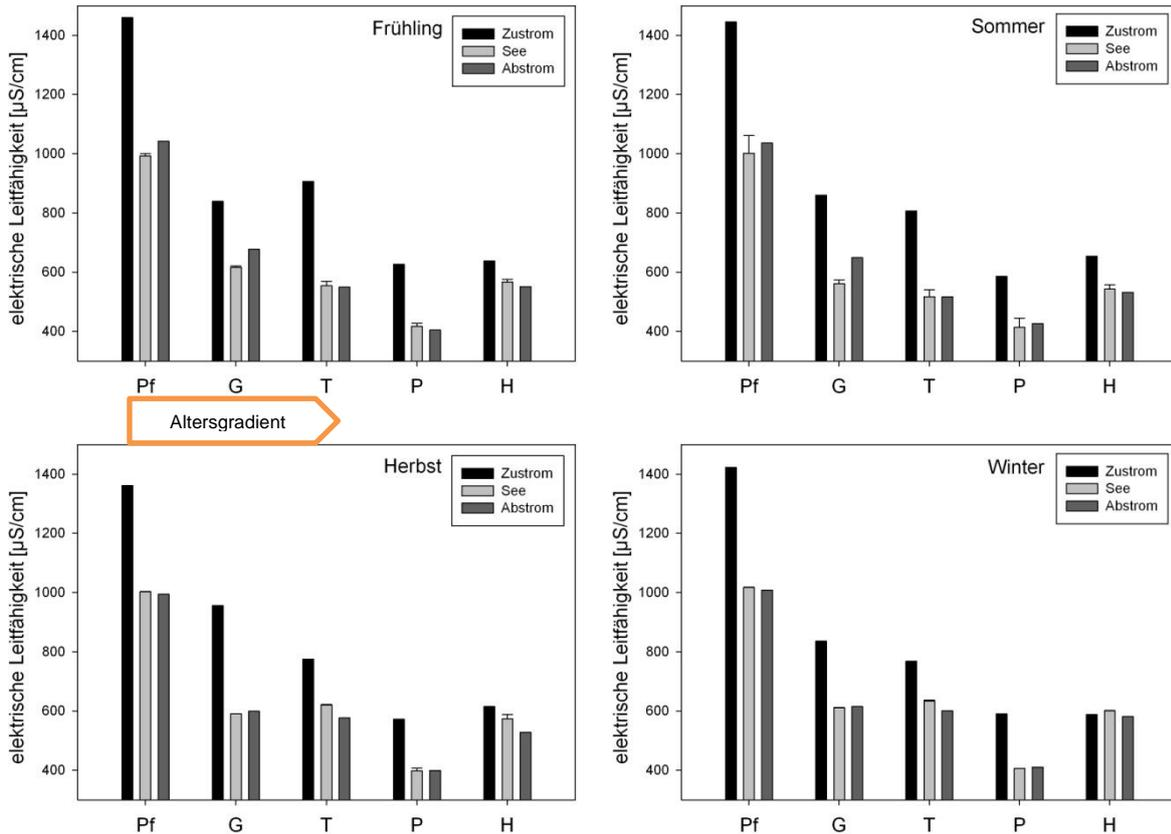 Frühling
Zustrom
See
Abstrom
elektrische Leitfähigkeit [µS/cm]
1400
1200
1000
800
600
400
Pf G T P H
Sommer
Zustrom
See
Abstrom
elektrische Leitfähigkeit [µS/cm]
1400
1200
1000
800
600
400
Pf G T P H
Altersgradient
Herbst
Zustrom
See
Abstrom
elektrische Leitfähigkeit [µS/cm]
1400
1200
1000
800
600
400
Pf G T P H
Winter
Zustrom
See
Abstrom
elektrische Leitfähigkeit [µS/cm]
1400
1200
1000
800
600
400
Pf G T P H